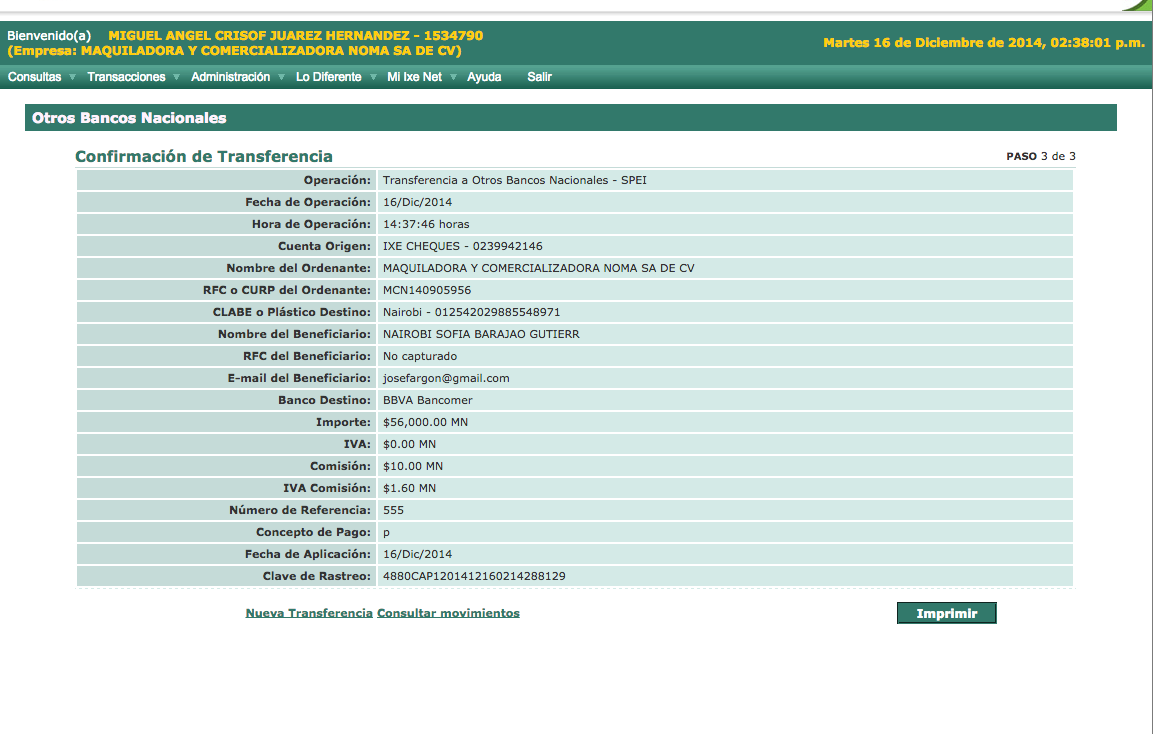 Bienvenido(a) MIGUEL ANGEL CRISOF JUAREZ HERNANDEZ - 1534790
(Empresa: MAQUILADORA Y COMERCIALIZADORA NOMA SA DE CV)
Martes 16 de Diciembre de 2014, 02:38:01 p.m.
Consultas Transacciones Administración Lo Diferente Mi Ixe Net Ayuda Salir
Otros Bancos Nacionales
Confirmación de Transferencia PASO 3 de 3
Operación: Transferencia a Otros Bancos Nacionales - SPEI
Fecha de Operación: 16/Dic/2014
Hora de Operación: 14:37:46 horas
Cuenta Origen: IXE CHEQUES - 0239942146
Nombre del Ordenante: MAQUILADORA Y COMERCIALIZADORA NOMA SA DE CV
RFC o CURP del Ordenante: MCN140905956
CLABE o Plástico Destino: Nairobi - 012542029885548971
Nombre del Beneficiario: NAIROBI SOFIA BARAJAO GUTIERR
RFC del Beneficiario: No capturado
E-mail del Beneficiario: josefargon@gmail.com
Banco Destino: BBVA Bancomer
Importe: $56,000.00 MN
IVA: $0.00 MN
Comisión: $10.00 MN
IVA Comisión: $1.60 MN
Número de Referencia: 555
Concepto de Pago: p
Fecha de Aplicación: 16/Dic/2014
Clave de Rastreo: 4880CAP1201412160214288129
Nueva Transferencia Consultar movimientos Imprimir